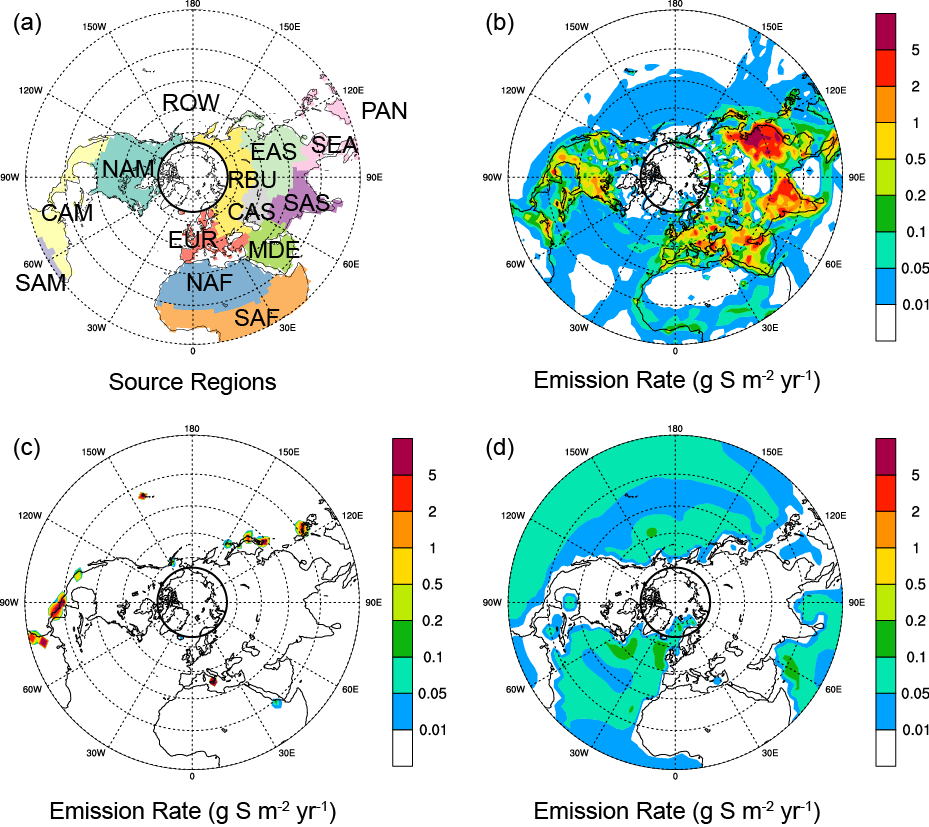 (a)
180
150W
150E
120W
120E
90W
90E
60W
60E
30W
30E
0
ROW
PAN
NAM
EAS
SEA
RBU
CAM
CAS
SAS
EUR
MDE
SAM
NAF
SAF
Source Regions
(b)
180
150W
150E
120W
120E
90W
90E
60W
60E
30W
30E
0
5
2
1
0.5
0.2
0.1
0.05
0.01
Emission Rate (g S m-2 yr-1)
(c)
180
150W
150E
120W
120E
90W
90E
60W
60E
30W
30E
0
5
2
1
0.5
0.2
0.1
0.05
0.01
Emission Rate (g S m-2 yr-1)
(d)
180
150W
150E
120W
120E
90W
90E
60W
60E
30W
30E
0
5
2
1
0.5
0.2
0.1
0.05
0.01
Emission Rate (g S m-2 yr-1)